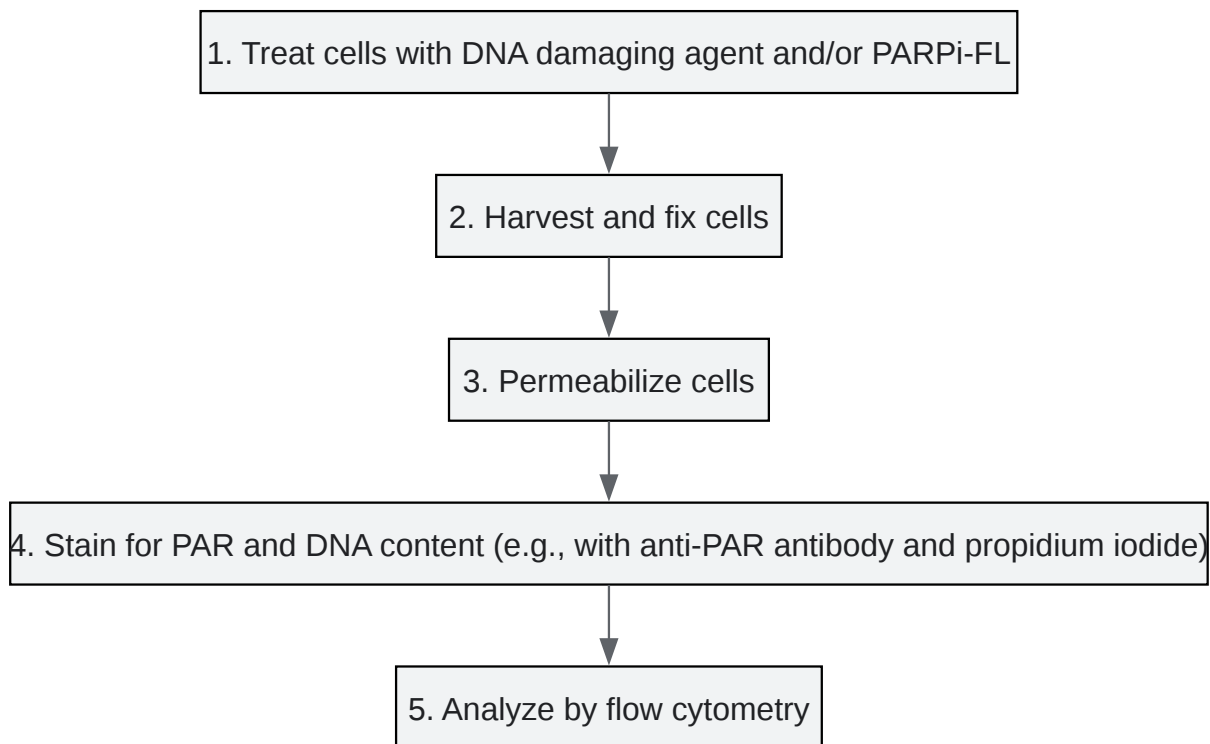 1. Treat cells with DNA damaging agent and/or PARPi-FL
2. Harvest and fix cells
3. Permeabilize cells
4. Stain for PAR and DNA content (e.g., with anti-PAR antibody and propidium iodide)
5. Analyze by flow cytometry